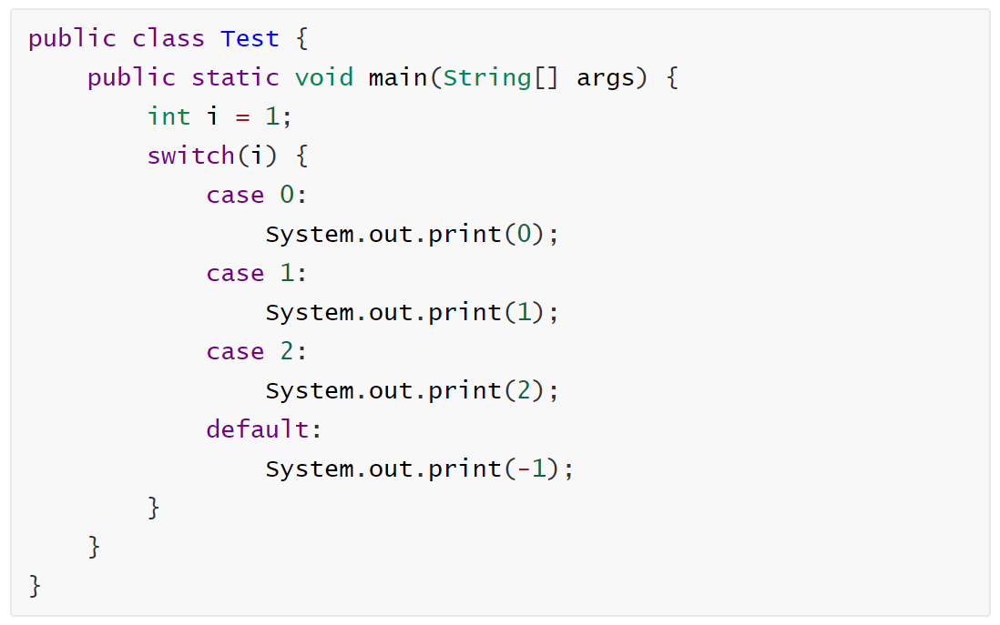 public class Test {
    public static void main(String[] args) {
        int i = 1;
        switch(i) {
            case 0:
                System.out.print(0);
            case 1:
                System.out.print(1);
            case 2:
                System.out.print(2);
            default:
                System.out.print(-1);
        }
    }
}